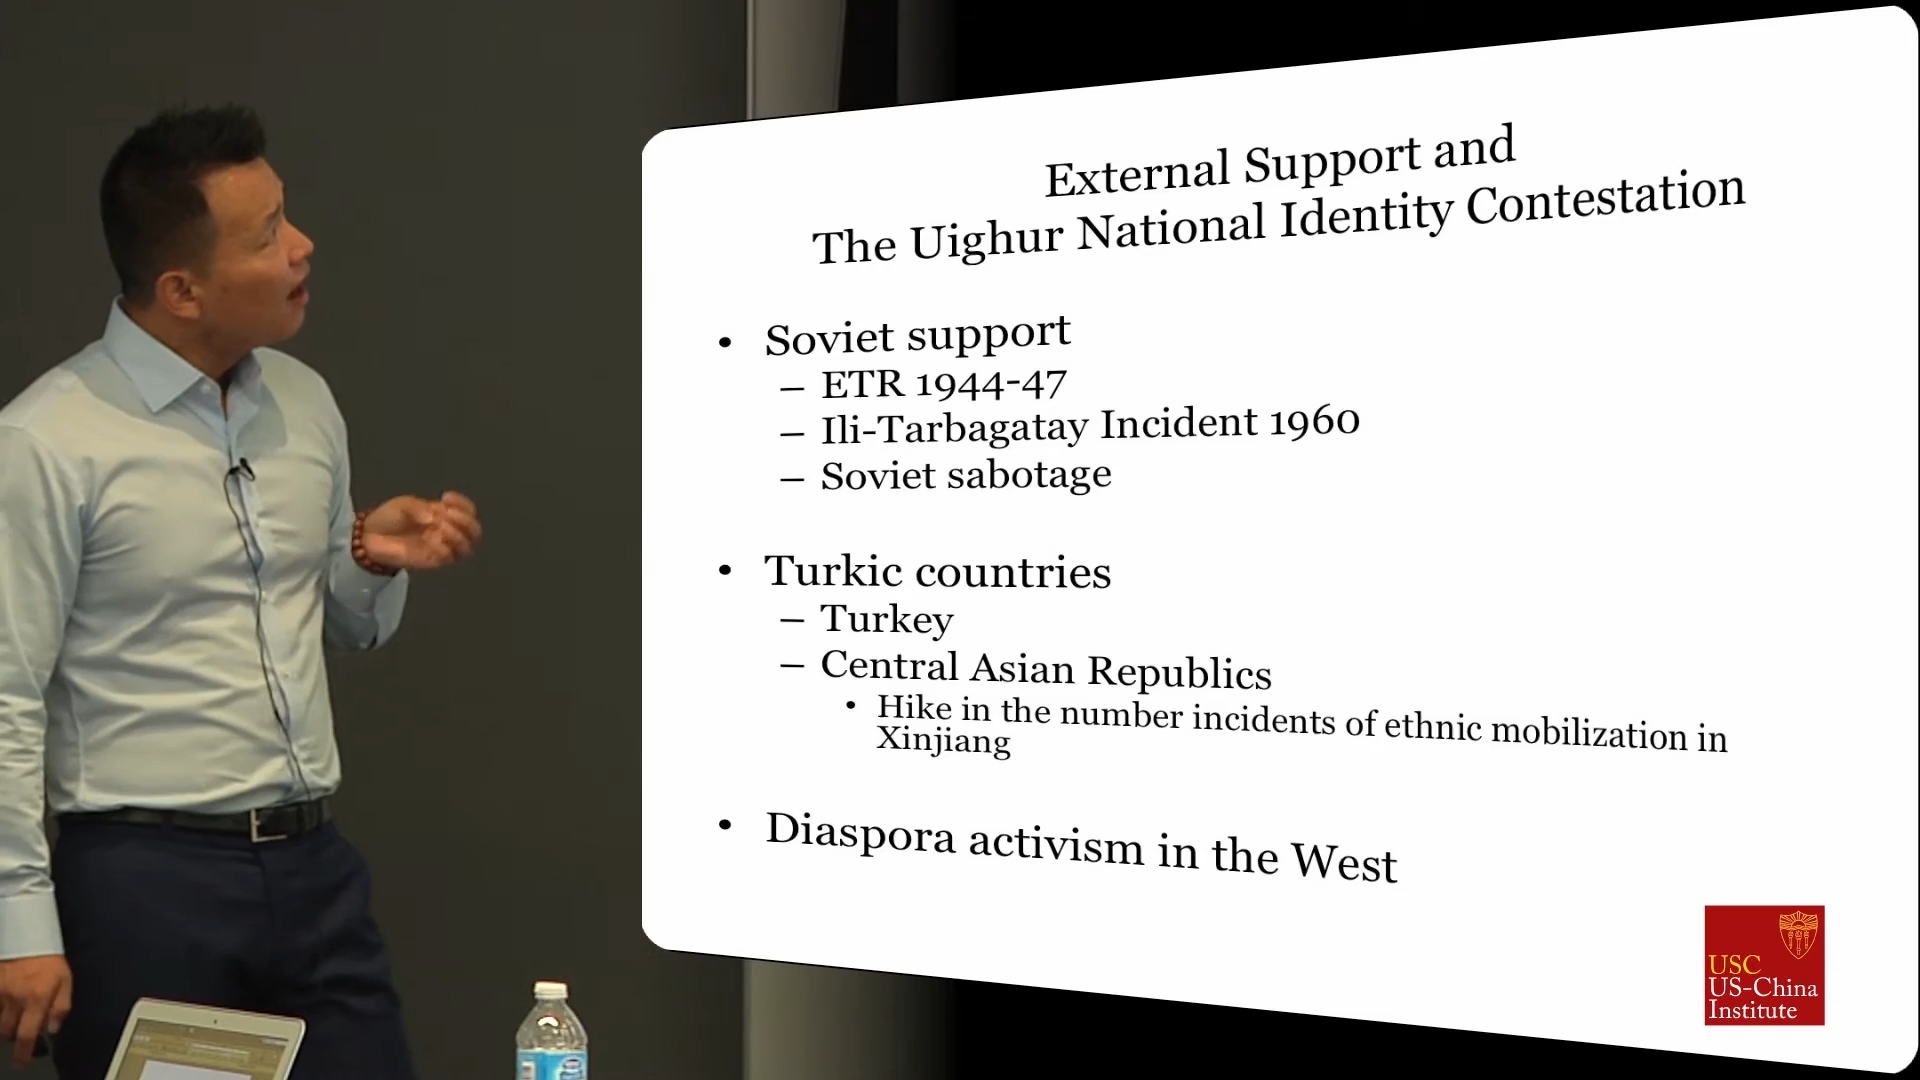 External Support and
The Uighur National Identity Contestation
• Soviet support
– ETR 1944-47
– Ili-Tarbagatay Incident 1960
– Soviet sabotage
• Turkic countries
– Turkey
– Central Asian Republics
• Hike in the number incidents of ethnic mobilization in
Xinjiang
• Diaspora activism in the West
USC
US-China
Institute